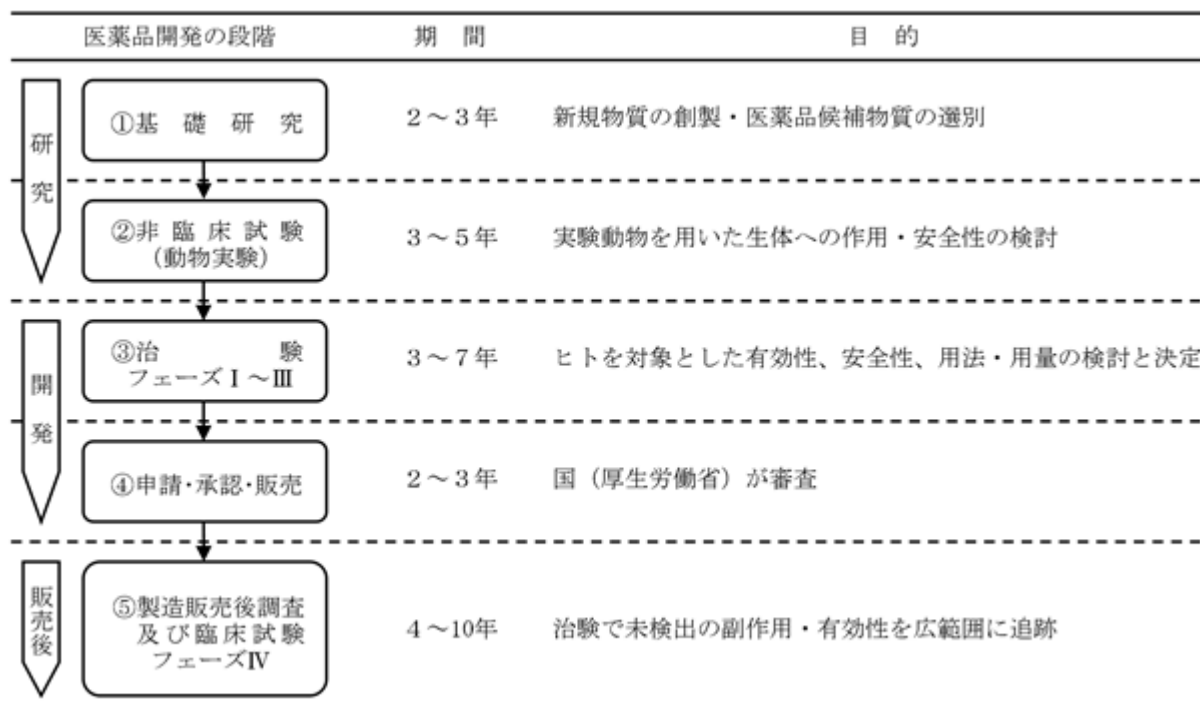 医薬品開発の段階 期 間 目 的
研究
①基 礎 研 究 2～3年 新規物質の創製・医薬品候補物質の選別
②非 臨 床 試 験
(動物実験)
3～5年 実験動物を用いた生体への作用・安全性の検討
開発
③治 験
フェーズⅠ～Ⅲ
3～7年 ヒトを対象とした有効性、安全性、用法・用量の検討と決定
④申請・承認・販売 2～3年 国（厚生労働省）が審査
販売後
⑤製造販売後調査
及び臨床試験
フェーズⅣ
4～10年 治験で未検出の副作用・有効性を広範囲に追跡